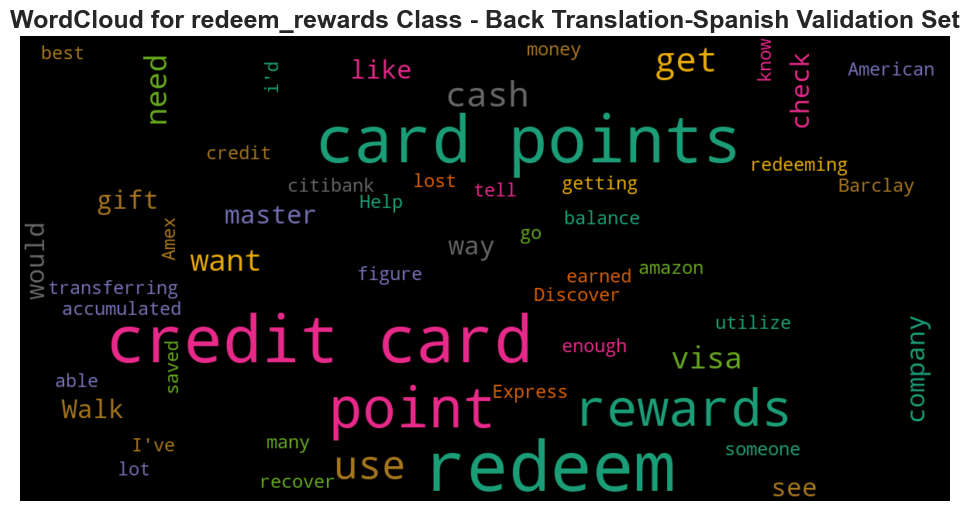 WordCloud for redeem_rewards Class - Back Translation-Spanish Validation Set
best
need
i'd
like
money
get
know
check
American
cash
card points
credit
redeeming
citibank
lost
tell
getting
Barclay
gift
Help
master
balance
Amex
would
go
way
want
figure
earned
amazon
transferring
Discover
accumulated
credit card
utilize
company
saved
enough
visa
able
Express
Walk
point
rewards
I've
many
someone
lot
use
redeem
recover
see